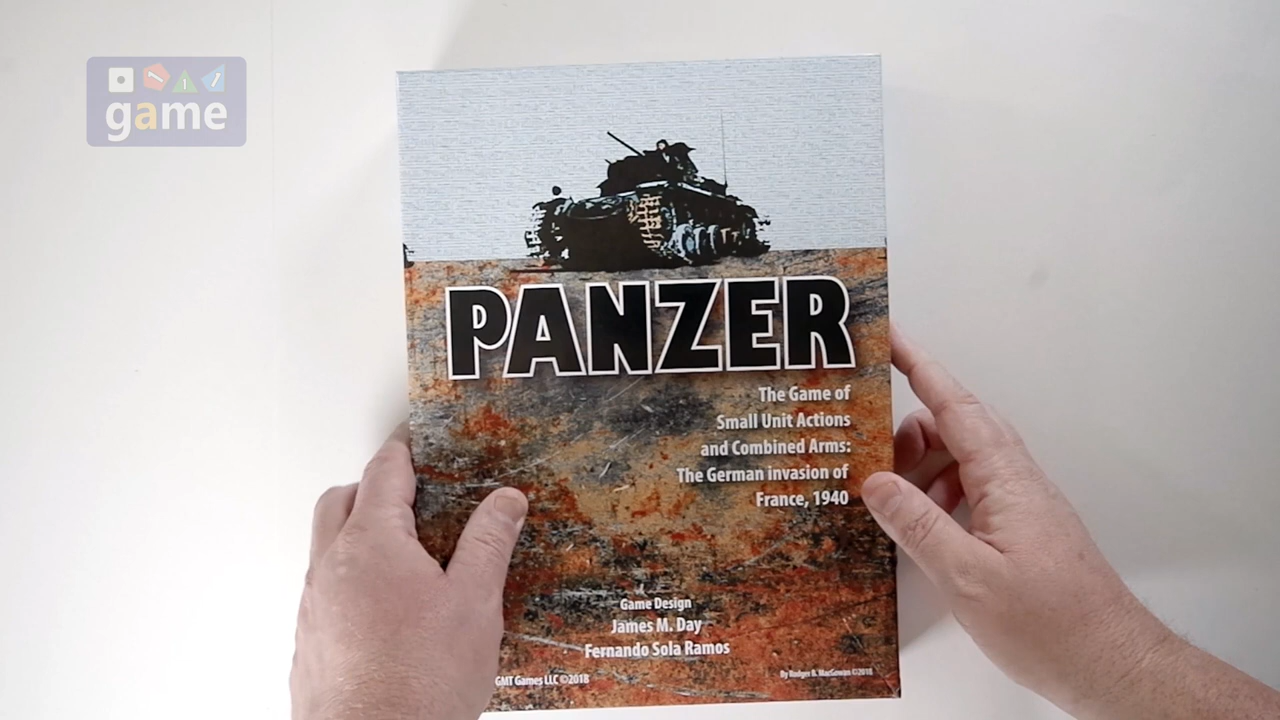 game
PANZER
The Game of
Small Unit Actions
and Combined Arms:
The German invasion of
France, 1940
Game Design
James M. Day
Fernando Sola Ramos
GMT Games LLC ©2018
By Rodger B. MacGowan ©2018